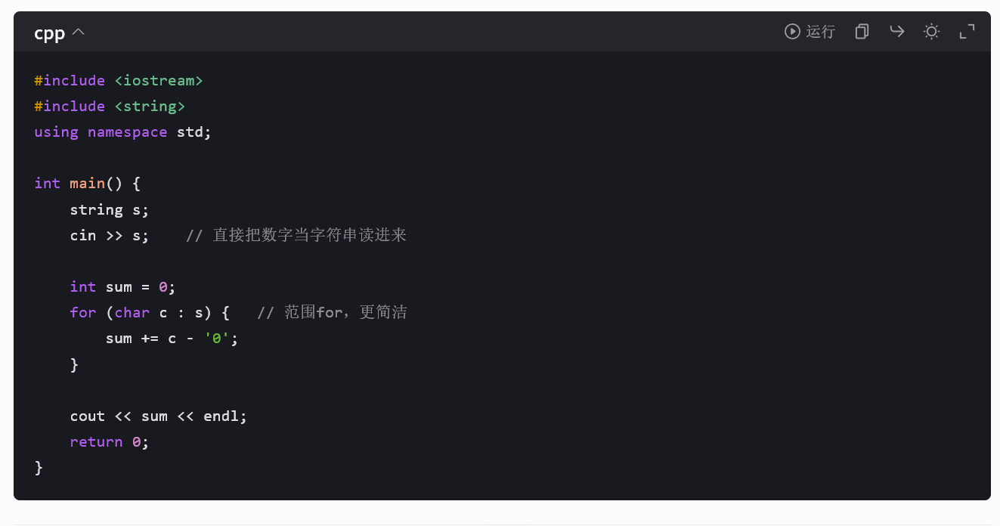 cpp 运行
#include <iostream>
#include <string>
using namespace std;
int main() {
    string s;
    cin >> s;    // 直接把数字当字符串读进来
    int sum = 0;
    for (char c : s) {   // 范围for，更简洁
        sum += c - '0';
    }
    cout << sum << endl;
    return 0;
}